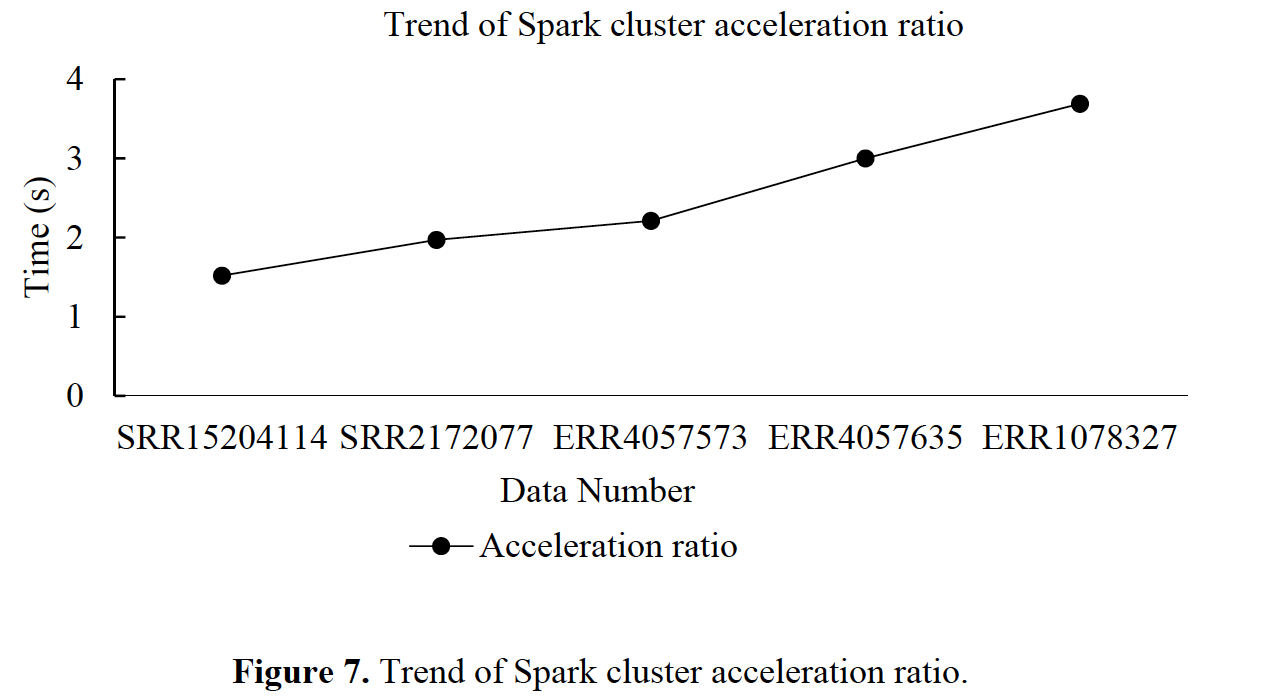 Trend of Spark cluster acceleration ratio
4
3
2
1
0
Time (s)
SRR15204114 SRR2172077 ERR4057573 ERR4057635 ERR1078327
Data Number
Acceleration ratio
Figure 7. Trend of Spark cluster acceleration ratio.